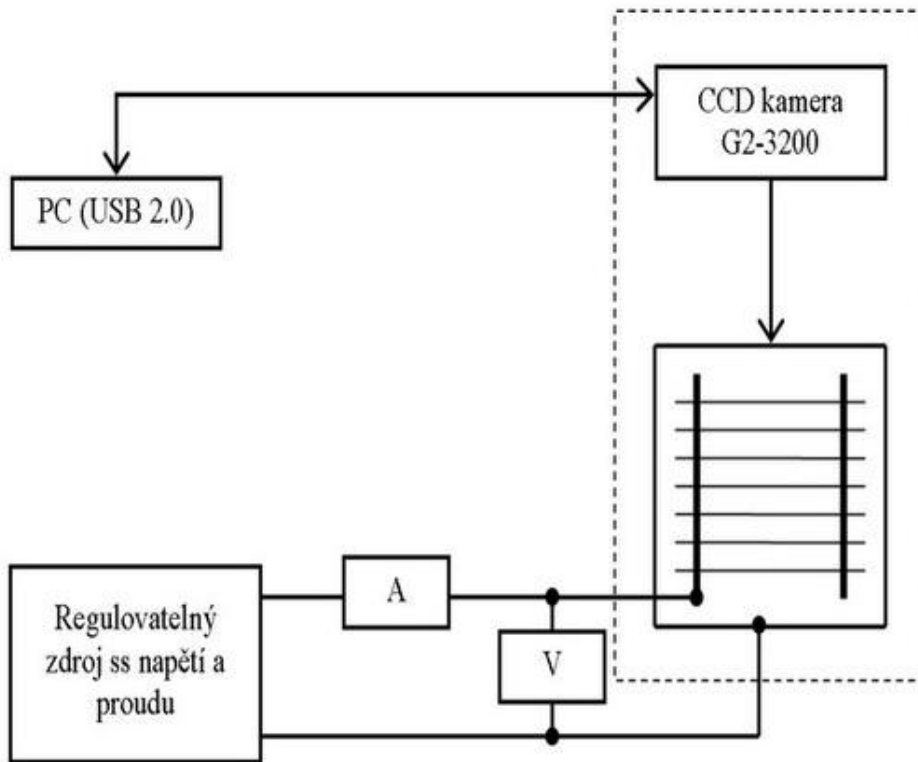 CCD kamera
G2-3200
PC (USB 2.0)
A
Regulovatelný
zdroj ss napětí a
proudu
V